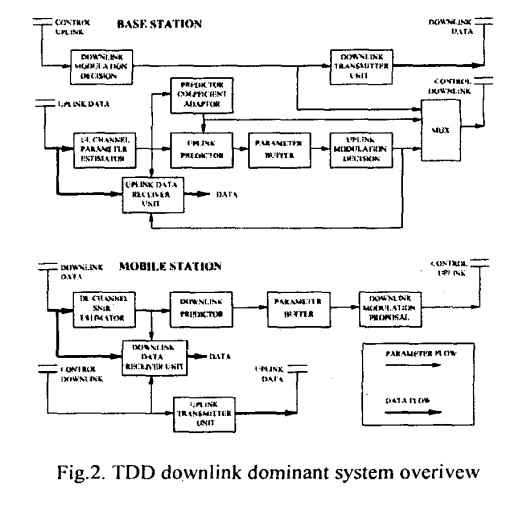 CONTROL
UPLINK
BASE STATION
DOWNLINK
DATA
DOWNLINK
MODULATION
DECISION
DOWNLINK
TRANSMITTER
UNIT
CONTROL
DOWNLINK
UPLINK DATA
PREDICTOR
COEFICIENT
ADAPTOR
MUX
UL CHANNEL
PARAMETER
ESTIMATOR
UPLINK
PREDICTOR
PARAMETER
BUFFER
UPLINK
MODULATION
DECISION
UPLINK DATA
RECEIVER
UNIT
DATA
DOWNLINK
DATA
MOBILE STATION
CONTROL
UPLINK
DL CHANNEL
SNIR
ESTIMATOR
DOWNLINK
PREDICTOR
PARAMETER
BUFFER
DOWNLINK
MODULATION
PROPOSAL
DOWNLINK
DATA
RECEIVER UNIT
DATA
CONTROL
DOWNLINK
UPLINK
DATA
UPLINK
TRANSMITTER
UNIT
PARAMETER FLOW
DATA FLOW
Fig.2. TDD downlink dominant system overivew